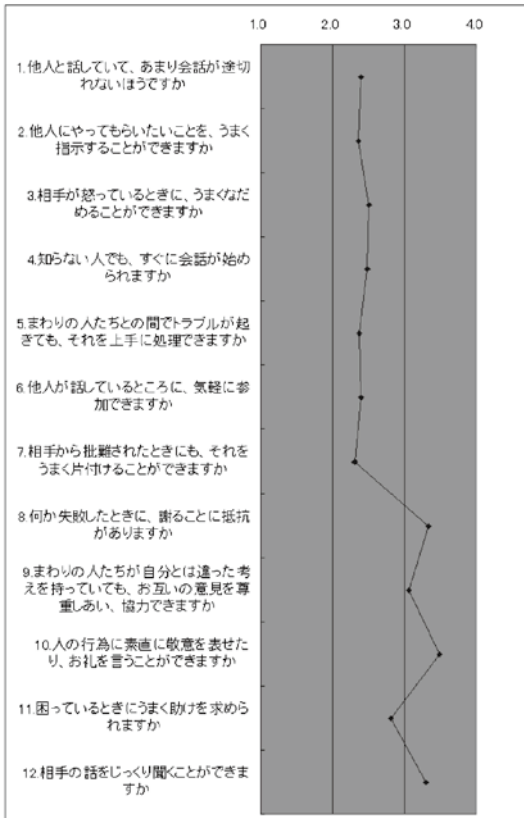 1.0 2.0 3.0 4.0
1.他人と話していて、あまり会話が途切
れないほうですか
2.他人にやってもらいたいことを、うまく
指示することができますか
3.相手が怒っているときに、うまくなだ
めることができますか
4.知らない人でも、すぐに会話が始め
られますか
5.まわりの人たちとの間でトラブルが起
きても、それを上手に処理できますか
6.他人が話しているところに、気軽に参
加できますか
7.相手から批難されたときにも、それを
うまく片付けることができますか
8.何か失敗したときに、謝ることに抵抗
がありますか
9.まわりの人たちが自分とは違った考
えを持っていても、お互いの意見を尊
重しあい、協力できますか
10.人の行為に素直に敬意を表せた
り、お礼を言うことができますか
11.困っているときにうまく助けを求めら
れますか
12.相手の話をじっくり聞くことができま
すか